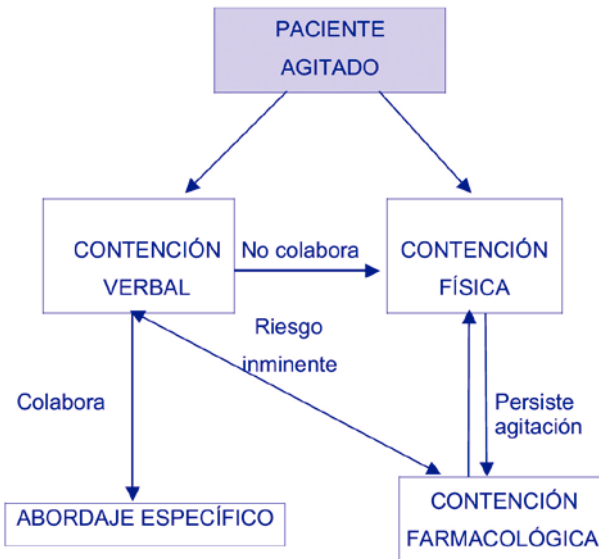 PACIENTE
AGITADO
CONTENCIÓN
VERBAL
No colabora
CONTENCIÓN
FÍSICA
Riesgo
inminente
Colabora
Persiste
agitación
ABORDAJE ESPECÍFICO
CONTENCIÓN
FARMACOLÓGICA